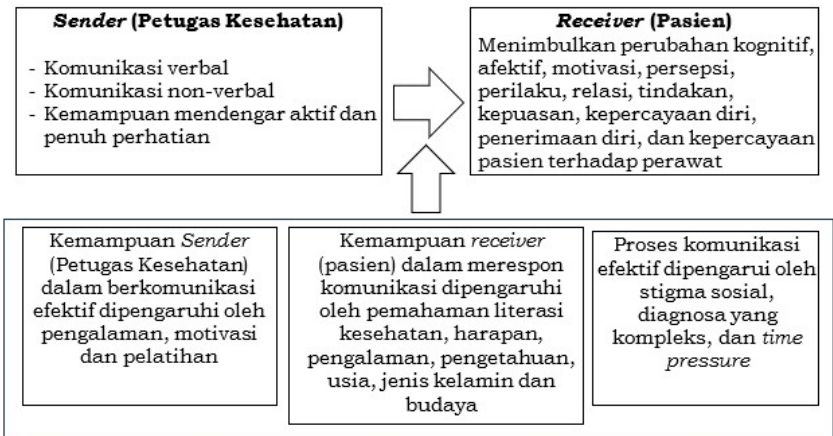 Sender (Petugas Kesehatan)
- Komunikasi verbal
- Komunikasi non-verbal
- Kemampuan mendengar aktif dan
penuh perhatian
Receiver (Pasien)
Menimbulkan perubahan kognitif,
afektif, motivasi, persepsi,
perilaku, relasi, tindakan,
kepuasan, kepercayaan diri,
penerimaan diri, dan kepercayaan
pasien terhadap perawat
Kemampuan Sender
(Petugas Kesehatan)
dalam berkomunikasi
efektif dipengaruhi oleh
pengalaman, motivasi
dan pelatihan
Kemampuan receiver
(pasien) dalam merespon
komunikasi dipengaruhi
oleh pemahaman literasi
kesehatan, harapan,
pengalaman, pengetahuan,
usia, jenis kelamin dan
budaya
Proses komunikasi
efektif dipengarui oleh
stigma sosial,
diagnosa yang
kompleks, dan time
pressure